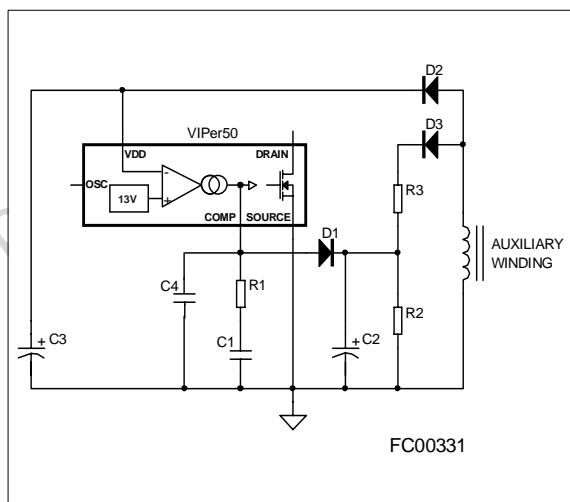 D2
VIPer50
D3
VDD
DRAIN
-
OSC
13V
+
R3
COMP SOURCE
D1
AUXILIARY
WINDING
C4
R1
R2
C3
+
C1
+
C2
FC00331